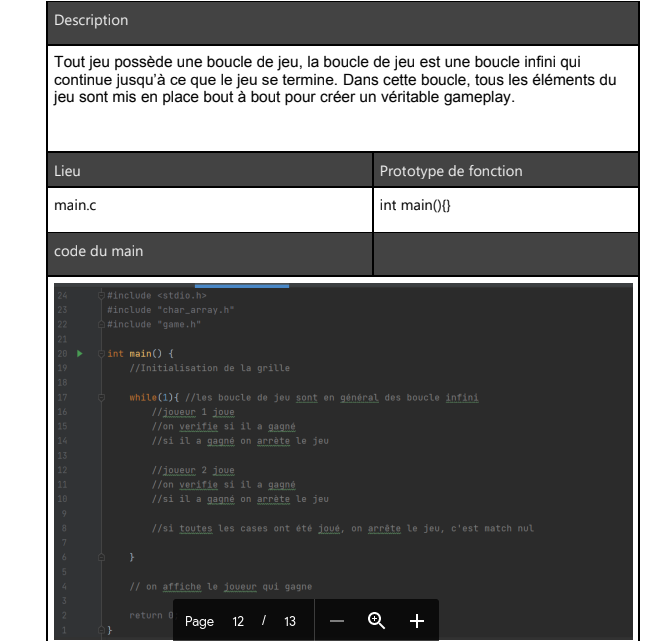 Description
Tout jeu possède une boucle de jeu, la boucle de jeu est une boucle infini qui
continue jusqu'à ce que le jeu se termine. Dans cette boucle, tous les éléments du
jeu sont mis en place bout à bout pour créer un véritable gameplay.
Lieu
Prototype de fonction
main.c
int main(){}
code du main
24 #include <stdio.h>
23 #include "char_array.h"
22 #include "game.h"
21
20 int main() {
19 //Initialisation de la grille
18
17 while(1){ //les boucle de jeu sont en général des boucle infini
16 //joueur 1 joue
15 //on verifie si il a gagné
14 //si il a gagné on arrète le jeu
13
12 //joueur 2 joue
11 //on verifie si il a gagné
10 //si il a gagné on arrète le jeu
9
8 //si toutes les cases ont été joué, on arrête le jeu, c'est match nul
7
6 }
5
4 // on affiche le joueur qui gagne
3
2 return 0
1 }
Page 12 / 13